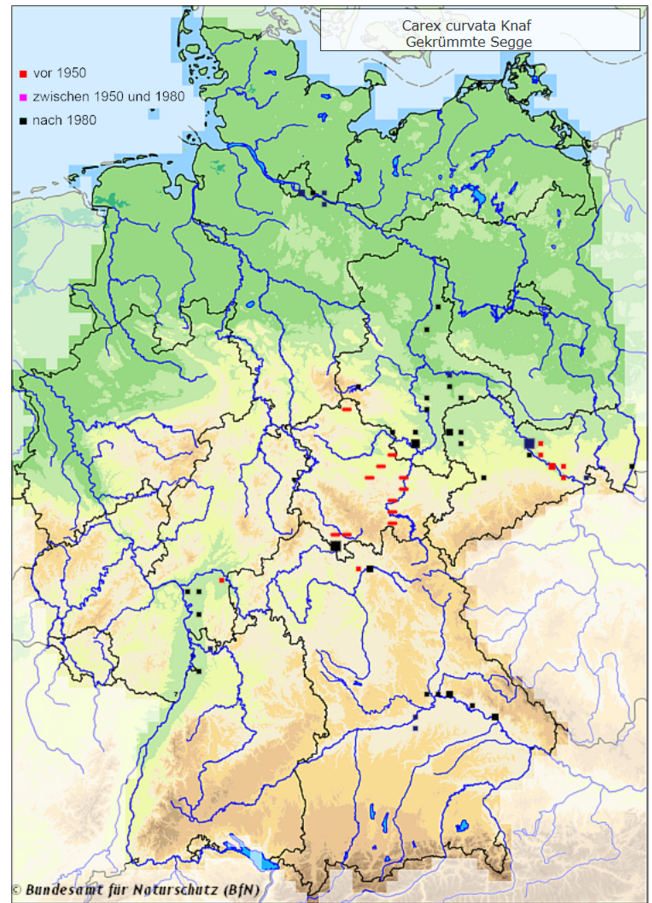 Carex curvata Knaf
Gekrümmte Segge
vor 1950
zwischen 1950 und 1980
nach 1980
© Bundesamt für Naturschutz (BfN)